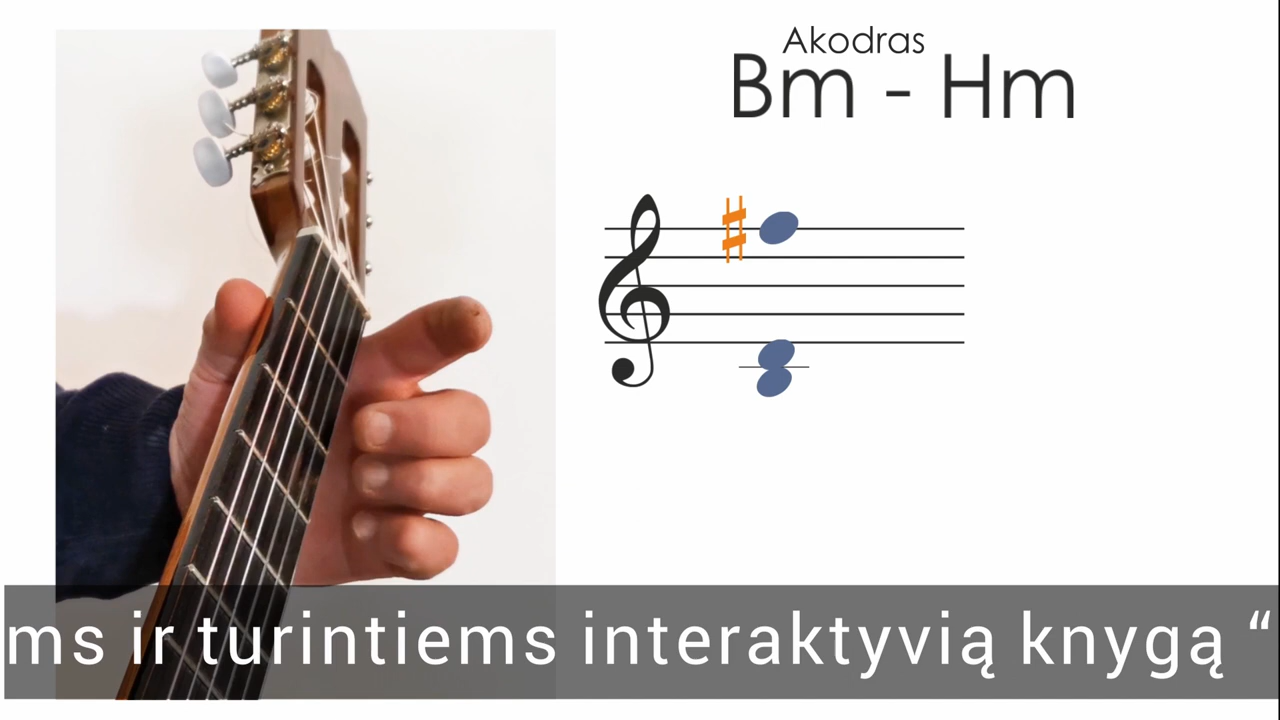 Akodras
Bm - Hm
ms ir turintiems interaktyvią knygą “